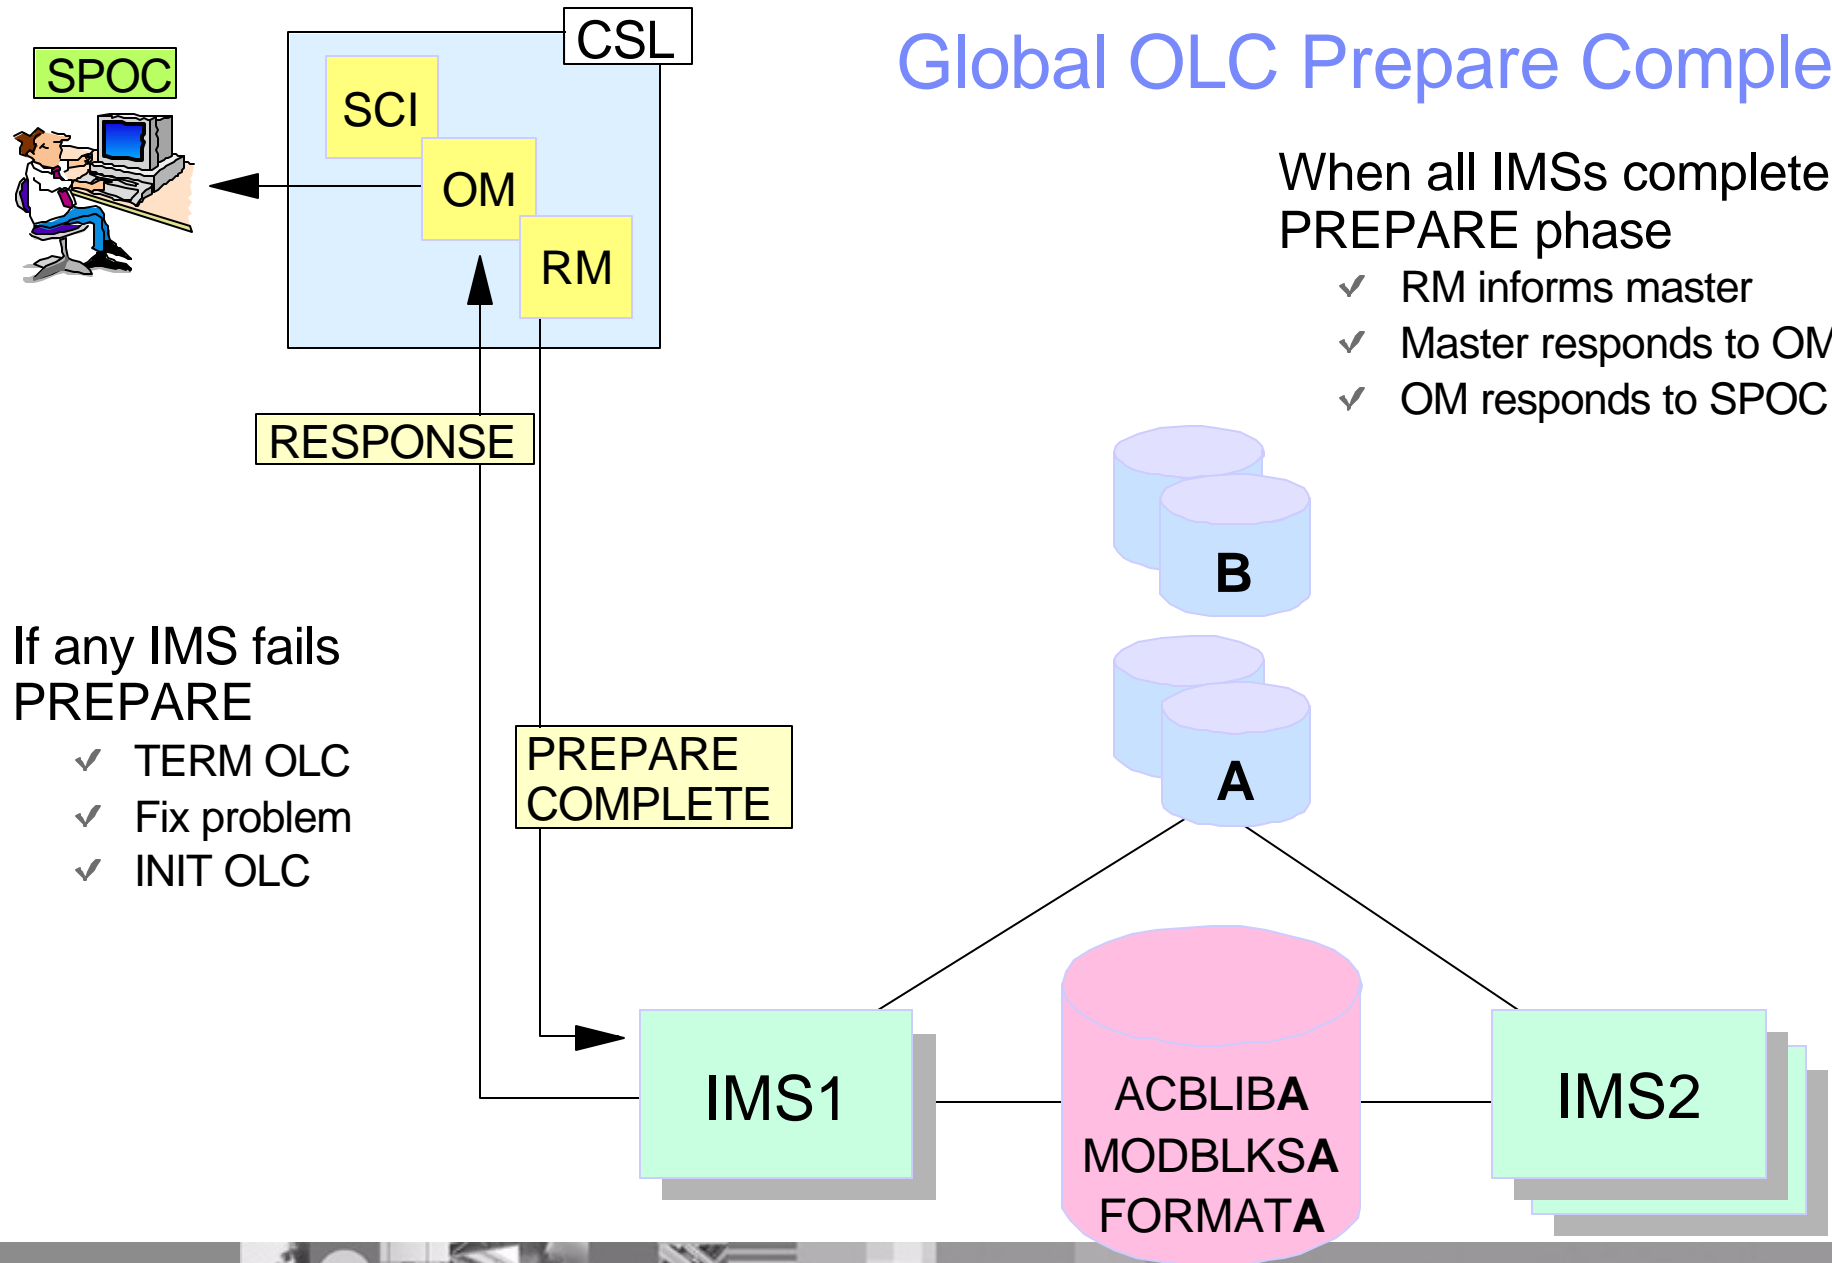 Global OLC Prepare Comple
CSL
SPOC
SCI
OM
RM
When all IMSs complete
PREPARE phase
RM informs master
Master responds to OM
OM responds to SPOC
RESPONSE
B
If any IMS fails
PREPARE
TERM OLC
Fix problem
INIT OLC
PREPARE
COMPLETE
A
IMS1
ACBLIBA
MODBLKSA
FORMATA
IMS2